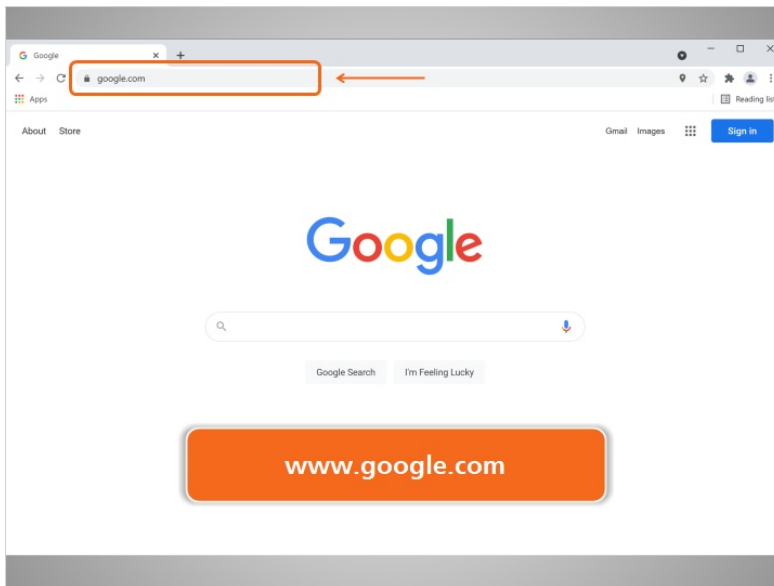 Google
google.com
Apps
Reading list
About Store
Gmail Images
Sign in
Google
Google Search I'm Feeling Lucky
www.google.com